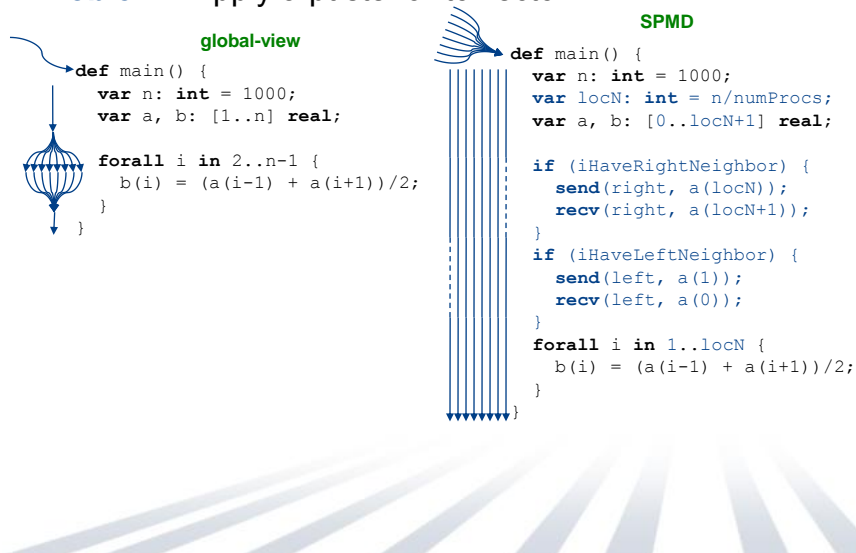 global-view
def main() {
var n: int = 1000;
var a, b: [1..n] real;
forall i in 2..n-1 {
b(i) = (a(i-1) + a(i+1))/2;
}
}
SPMD
def main() {
var n: int = 1000;
var locN: int = n/numProcs;
var a, b: [0..locN+1] real;
if (iHaveRightNeighbor) {
send(right, a(locN));
recv(right, a(locN+1));
}
if (iHaveLeftNeighbor) {
send(left, a(1));
recv(left, a(0));
}
forall i in 1..locN {
b(i) = (a(i-1) + a(i+1))/2;
}
}